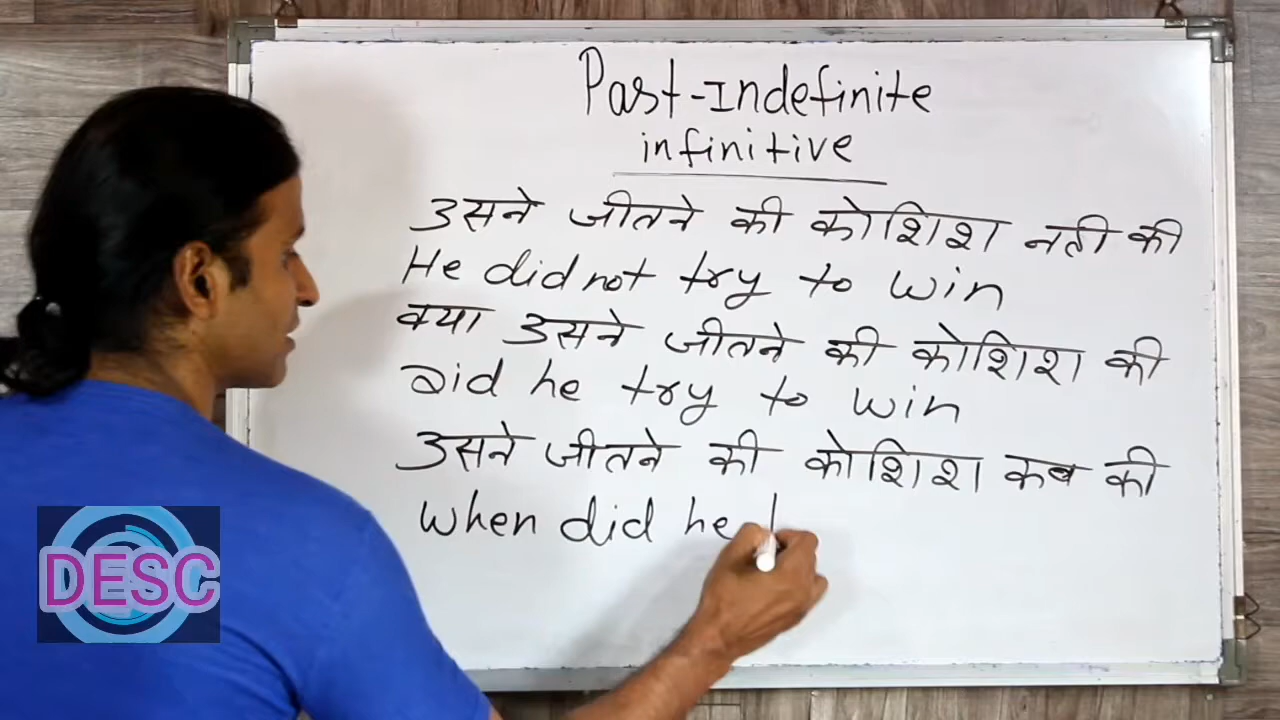 Past-Indefinite
infinitive
उसने जीतने की कोशिश नही की
He did not try to win
क्या उसने जीतने की कोशिश की
Did he try to win
उसने जीतने की कोशिश कब की
when did he
DESC